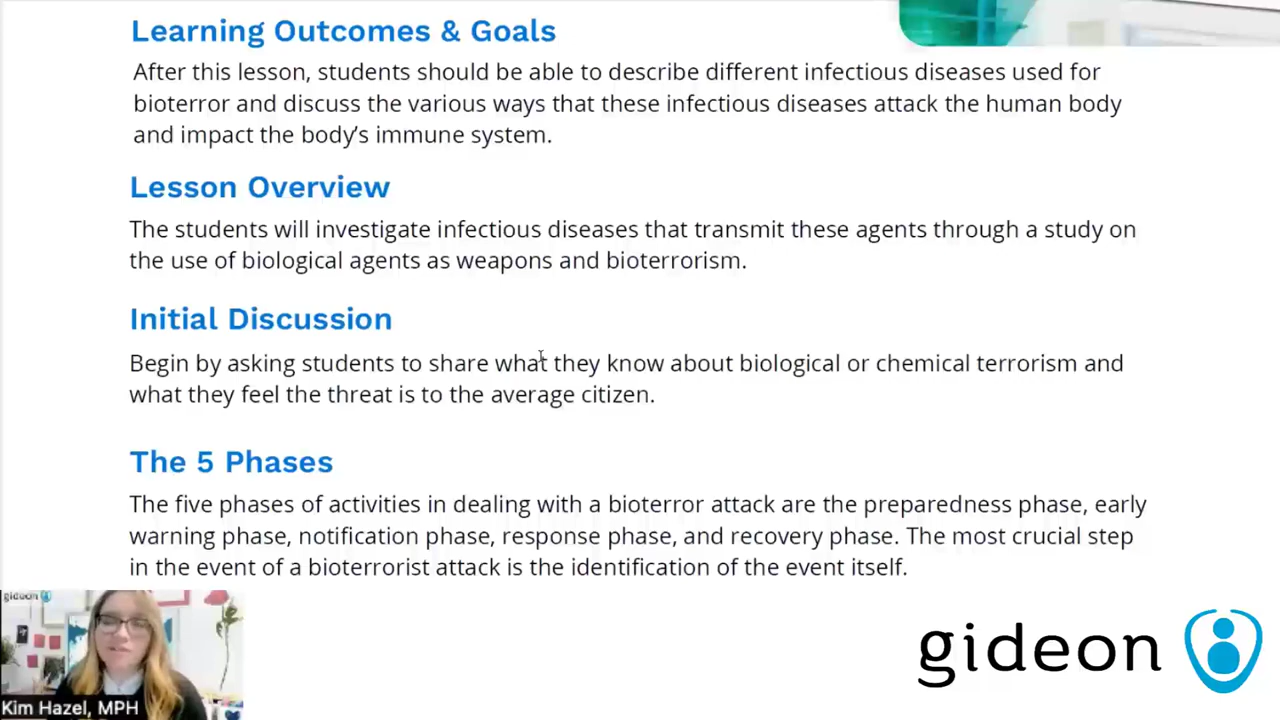 Learning Outcomes & Goals
After this lesson, students should be able to describe different infectious diseases used for
bioterror and discuss the various ways that these infectious diseases attack the human body
and impact the body’s immune system.
Lesson Overview
The students will investigate infectious diseases that transmit these agents through a study on
the use of biological agents as weapons and bioterrorism.
Initial Discussion
Begin by asking students to share what they know about biological or chemical terrorism and
what they feel the threat is to the average citizen.
The 5 Phases
The five phases of activities in dealing with a bioterror attack are the preparedness phase, early
warning phase, notification phase, response phase, and recovery phase. The most crucial step
in the event of a bioterrorist attack is the identification of the event itself.
gideon
Kim Hazel, MPH
gideon